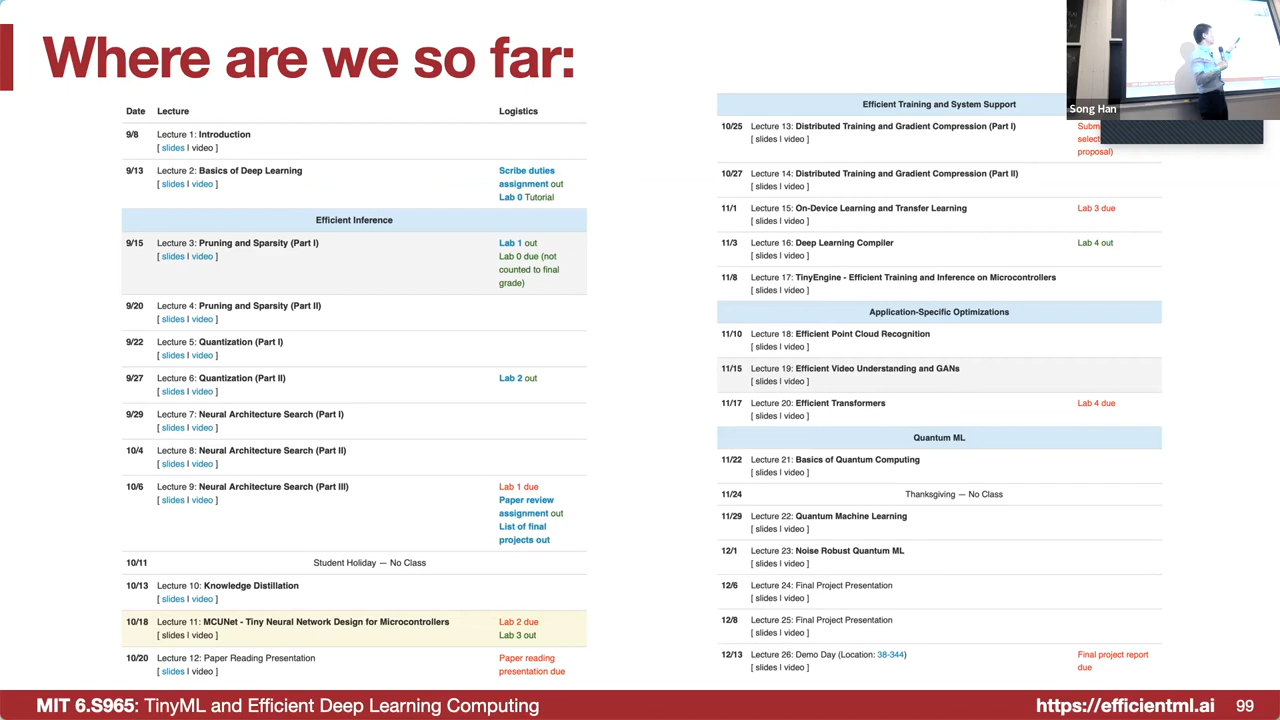 Where are we so far:
Date Lecture Logistics
9/8 Lecture 1: Introduction
[ slides I video ]
9/13 Lecture 2: Basics of Deep Learning Scribe duties
[ slides I video ] assignment out
Lab 0 Tutorial
Efficient Inference
9/15 Lecture 3: Pruning and Sparsity (Part I) Lab 1 out
[ slides I video ] Lab 0 due (not
counted to final
grade)
9/20 Lecture 4: Pruning and Sparsity (Part II)
[ slides I video ]
9/22 Lecture 5: Quantization (Part I)
[ slides I video ]
9/27 Lecture 6: Quantization (Part II) Lab 2 out
[ slides I video ]
9/29 Lecture 7: Neural Architecture Search (Part I)
[ slides I video ]
10/4 Lecture 8: Neural Architecture Search (Part II)
[ slides I video ]
10/6 Lecture 9: Neural Architecture Search (Part III) Lab 1 due
[ slides I video ] Paper review
assignment out
List of final
projects out
10/11 Student Holiday — No Class
10/13 Lecture 10: Knowledge Distillation
[ slides I video ]
10/18 Lecture 11: MCUNet - Tiny Neural Network Design for Microcontrollers Lab 2 due
[ slides I video ] Lab 3 out
10/20 Lecture 12: Paper Reading Presentation Paper reading
[ slides I video ] presentation due
Efficient Training and System Support
10/25 Lecture 13: Distributed Training and Gradient Compression (Part I)
[ slides I video ]
proposal)
10/27 Lecture 14: Distributed Training and Gradient Compression (Part II)
[ slides I video ]
11/1 Lecture 15: On-Device Learning and Transfer Learning Lab 3 due
[ slides I video ]
11/3 Lecture 16: Deep Learning Compiler Lab 4 out
[ slides I video ]
11/8 Lecture 17: TinyEngine - Efficient Training and Inference on Microcontrollers
[ slides I video ]
Application-Specific Optimizations
11/10 Lecture 18: Efficient Point Cloud Recognition
[ slides I video ]
11/15 Lecture 19: Efficient Video Understanding and GANs
[ slides I video ]
11/17 Lecture 20: Efficient Transformers Lab 4 due
[ slides I video ]
Quantum ML
11/22 Lecture 21: Basics of Quantum Computing
[ slides I video ]
11/24 Thanksgiving — No Class
11/29 Lecture 22: Quantum Machine Learning
[ slides I video ]
12/1 Lecture 23: Noise Robust Quantum ML
[ slides I video ]
12/6 Lecture 24: Final Project Presentation
[ slides I video ]
12/8 Lecture 25: Final Project Presentation
[ slides I video ]
12/13 Lecture 26: Demo Day (Location: 38-344) Final project report
[ slides I video ] due
Song Han
MIT 6.S965: TinyML and Efficient Deep Learning Computing https://efficientml.ai 99